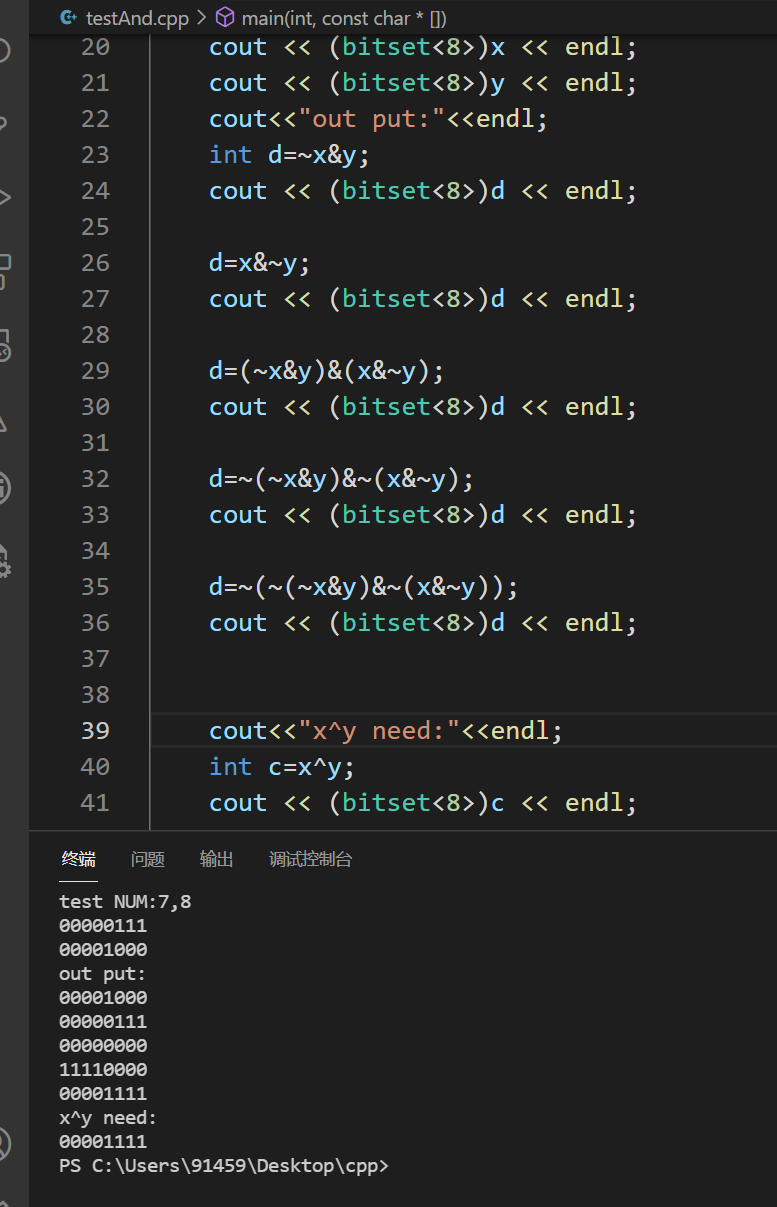 testAnd.cpp > main(int, const char * [])
20 cout << (bitset<8>)x << endl;
21 cout << (bitset<8>)y << endl;
22 cout<<"out put:"<<endl;
23 int d=~x&y;
24 cout << (bitset<8>)d << endl;
25
26 d=x&~y;
27 cout << (bitset<8>)d << endl;
28
29 d=(~x&y)&(x&~y);
30 cout << (bitset<8>)d << endl;
31
32 d=~(~x&y)&~(x&~y);
33 cout << (bitset<8>)d << endl;
34
35 d=~(~(~x&y)&~(x&~y));
36 cout << (bitset<8>)d << endl;
37
38
39 cout<<"x^y need:"<<endl;
40 int c=x^y;
41 cout << (bitset<8>)c << endl;
终端 问题 输出 调试控制台
test NUM:7,8
00000111
00001000
out put:
00001000
00000111
00000000
11110000
00001111
x^y need:
00001111
PS C:\Users\91459\Desktop\cpp>